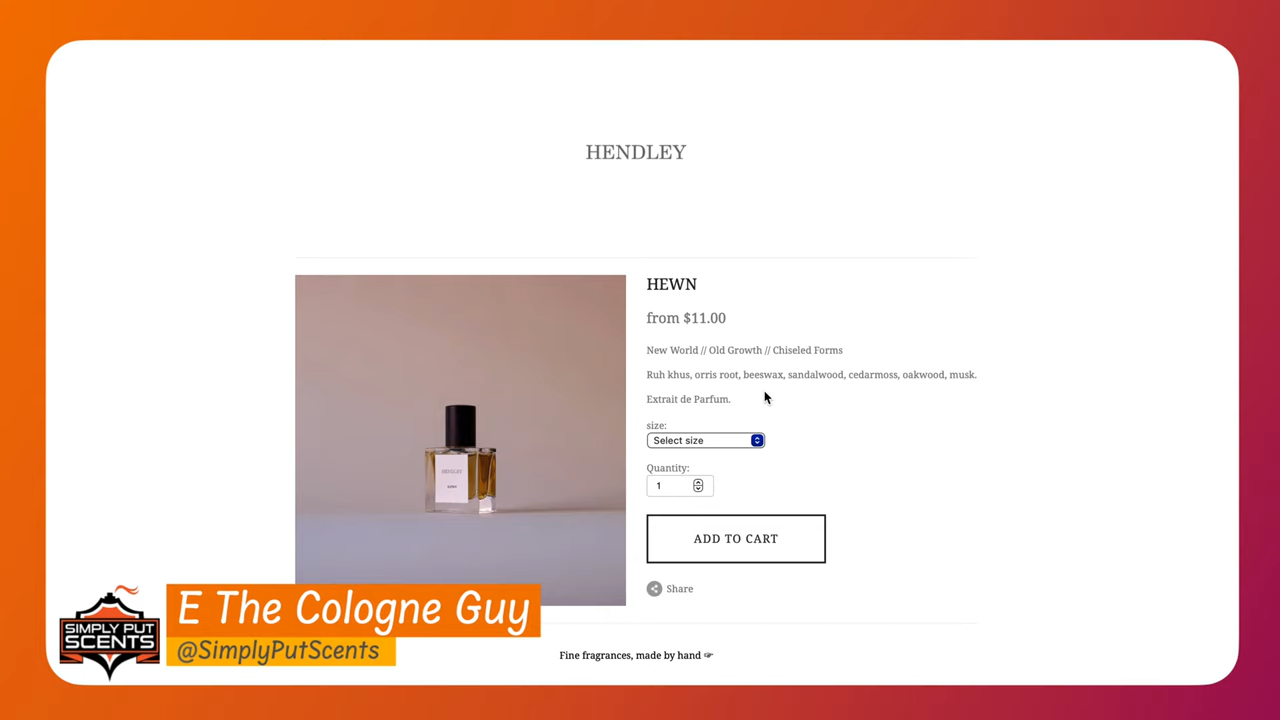 HENDLEY
HEWN
from $11.00
New World // Old Growth // Chiseled Forms
Ruh khus, orris root, beeswax, sandalwood, cedarmoss, oakwood, musk.
Extrait de Parfum.
size:
Select size
Quantity:
1
ADD TO CART
Share
HENDLEY
HEWN
E The Cologne Guy
@SimplyPutScents
SIMPLY PUT
SCENTS
Fine fragrances, made by hand ☞